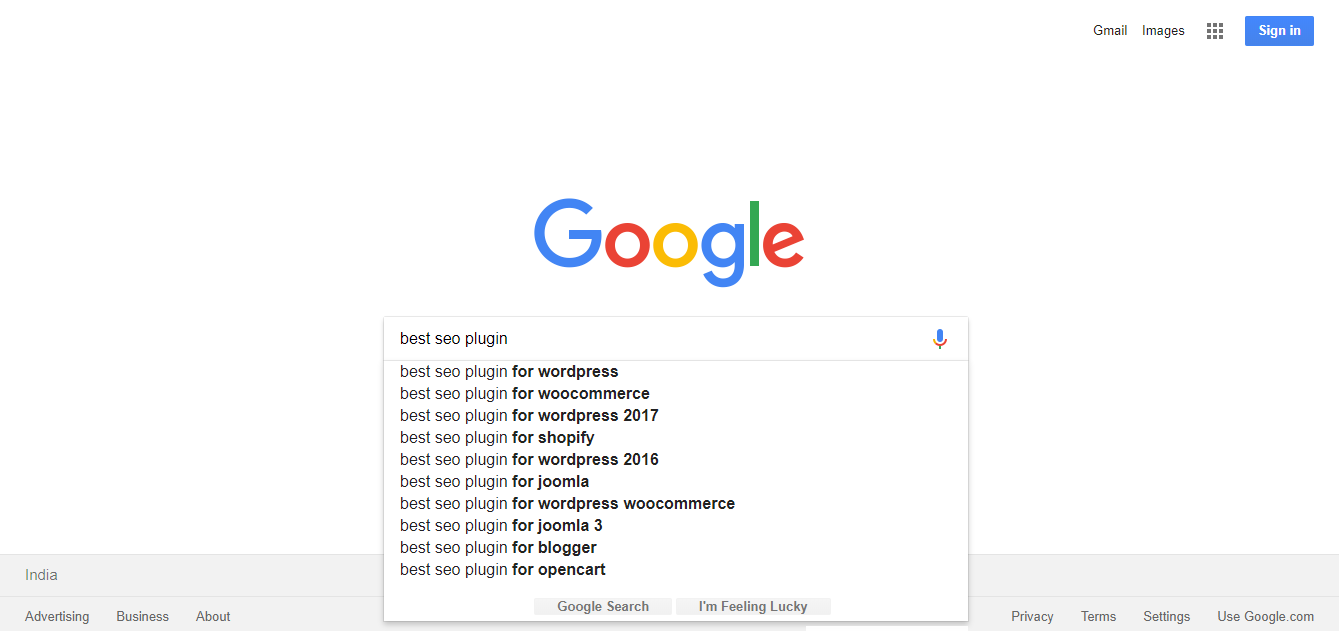 Gmail Images Sign in
Google
best seo plugin
best seo plugin for wordpress
best seo plugin for woocommerce
best seo plugin for wordpress 2017
best seo plugin for shopify
best seo plugin for wordpress 2016
best seo plugin for joomla
best seo plugin for wordpress woocommerce
best seo plugin for joomla 3
best seo plugin for blogger
best seo plugin for opencart
Google Search I'm Feeling Lucky
India
Advertising Business About Privacy Terms Settings Use Google.com